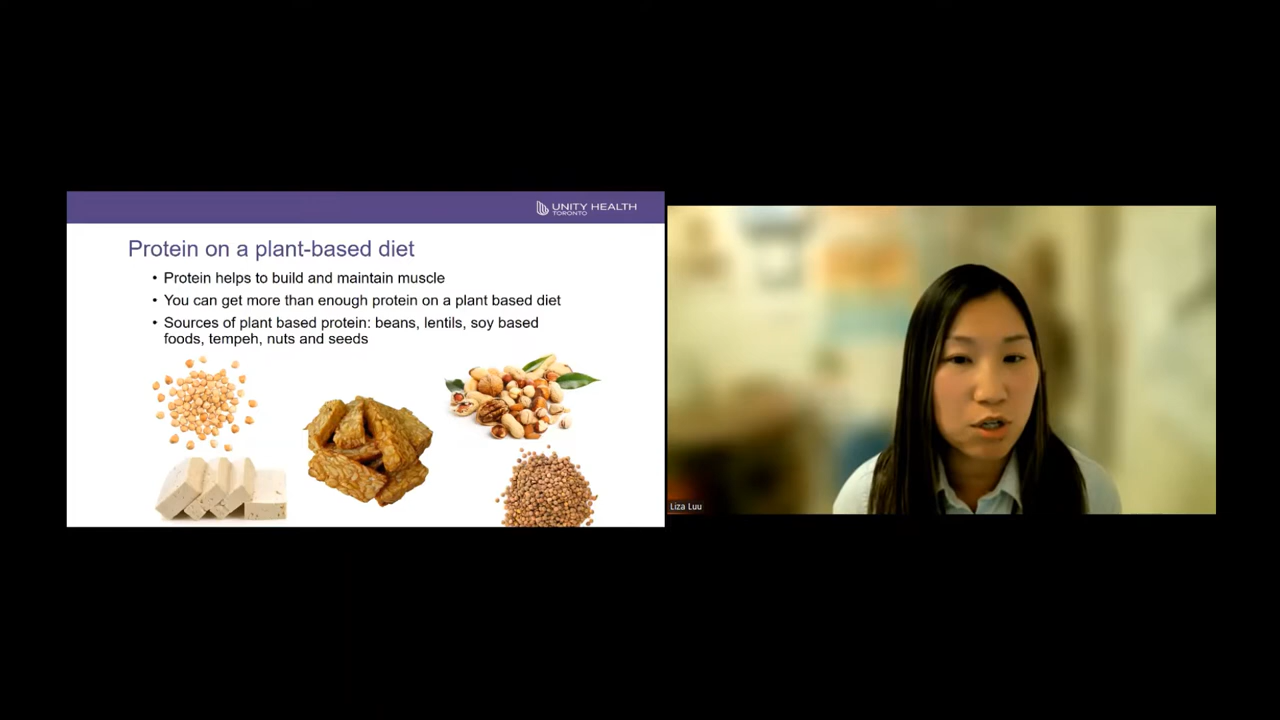 UNITY HEALTH
TORONTO
Protein on a plant-based diet
• Protein helps to build and maintain muscle
• You can get more than enough protein on a plant based diet
• Sources of plant based protein: beans, lentils, soy based
foods, tempeh, nuts and seeds
Liza Luu